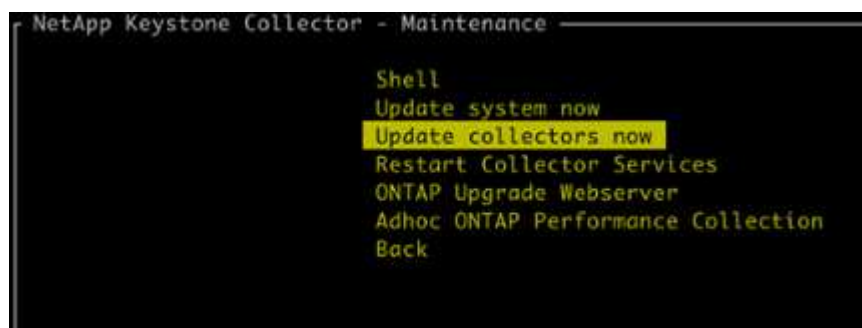 NetApp Keystone Collector - Maintenance
Shell
Update system now
Update collectors now
Restart Collector Services
ONTAP Upgrade Webserver
Adhoc ONTAP Performance Collection
Back